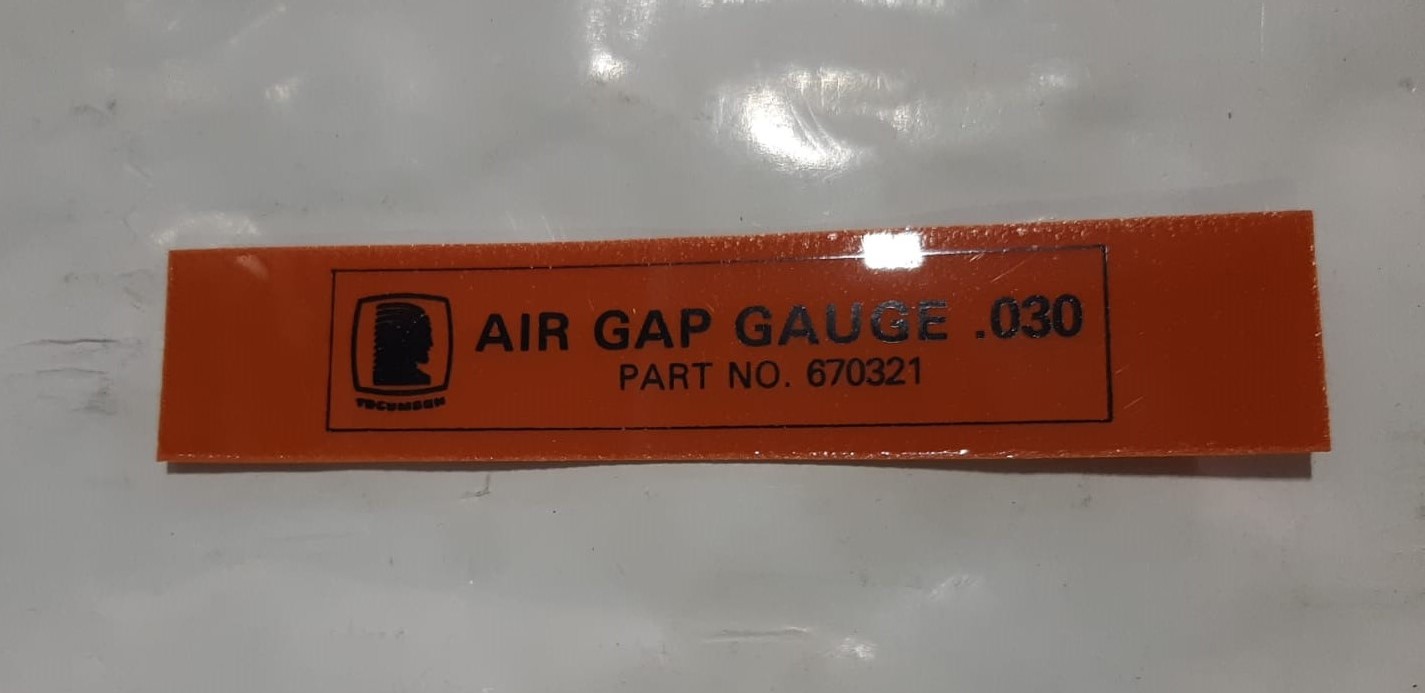 AIR GAP GAUGE .030
PART NO. 670321
TECUMSEH